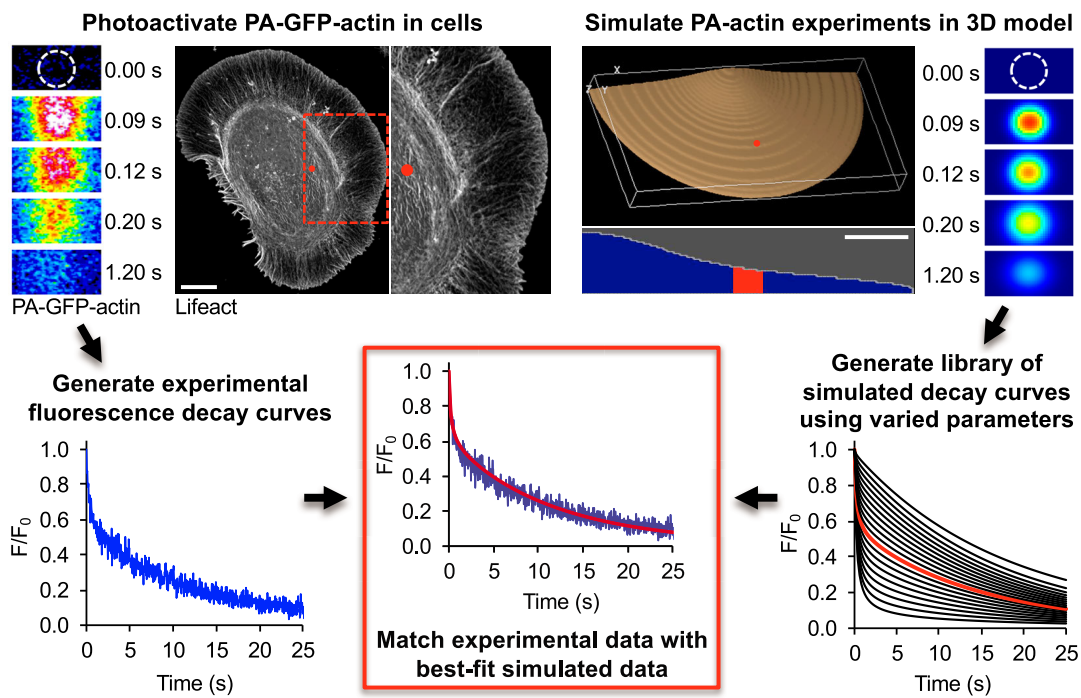 Photoactivate PA-GFP-actin in cells
0.00 s
0.09 s
0.12 s
0.20 s
1.20 s
PA-GFP-actin
Lifeact
Simulate PA-actin experiments in 3D model
X
Z
Y
0.00 s
0.09 s
0.12 s
0.20 s
1.20 s
Generate experimental
fluorescence decay curves
F/F0
1.0
0.8
0.6
0.4
0.2
0.0
0 5 10 15 20 25
Time (s)
F/F0
1.0
0.8
0.6
0.4
0.2
0.0
0 5 10 15 20 25
Time (s)
Match experimental data with
best-fit simulated data
Generate library of
simulated decay curves
using varied parameters
F/F0
1.0
0.8
0.6
0.4
0.2
0.0
0 5 10 15 20 25
Time (s)